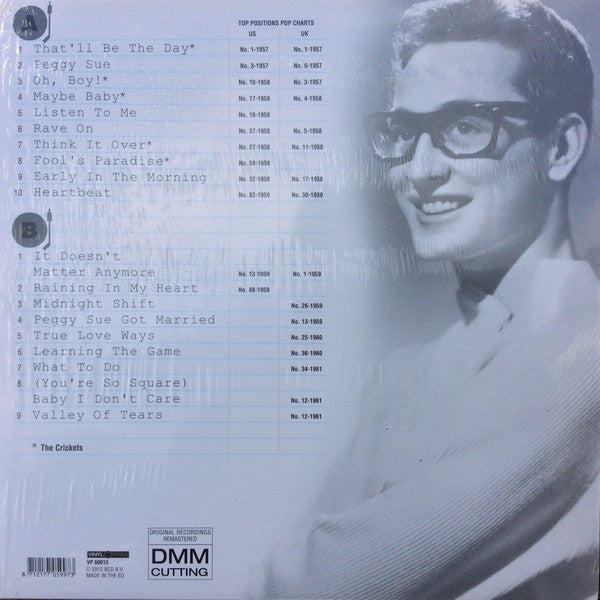 TOP POSITIONS POP CHARTS
A
US UK
1 That'll Be The Day* No. 1-1957 No. 1-1957
2 Peggy Sue No. 3-1957 No. 6-1957
3 Oh, Boy!* No. 10-1958 No. 3-1957
4 Maybe Baby* No. 17-1958 No. 4-1958
5 Listen To Me No. 16-1958
6 Rave On No. 27-1958 No. 5-1958
7 Think It Over* No. 27-1958 No. 11-1958
8 Fool's Paradise* No. 58-1958
9 Early In The Morning No. 32-1958 No. 17-1958
10 Heartbeat No. 82-1959 No. 30-1959
B
1 It Doesn't
Matter Anymore No. 13-1959 No. 1-1959
2 Raining In My Heart No. 88-1959
3 Midnight Shift No. 26-1959
4 Peggy Sue Got Married No. 13-1959
5 True Love Ways No. 25-1960
6 Learning The Game No. 36-1960
7 What To Do No. 34-1961
8 (You're So Square)
Baby I Don't Care No. 12-1961
9 Valley Of Tears No. 12-1961
* The Crickets
ORIGINAL RECORDINGS
REMASTERED
DMM
CUTTING
VINYL PASSION
VP 80013
© 2012 BCD B.V.
MADE IN THE EU
8 712177 059973